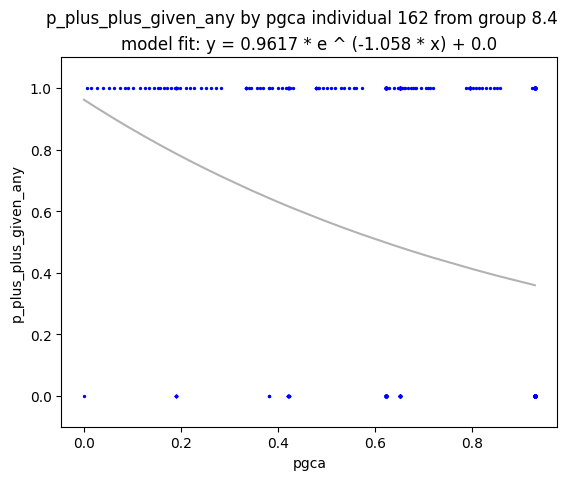 p_plus_plus_given_any by pgca individual 162 from group 8.4
model fit: y = 0.9617 * e ^ (-1.058 * x) + 0.0
1.0
0.8
0.6
0.4
0.2
0.0
p_plus_plus_given_any
0.0 0.2 0.4 0.6 0.8
pgca